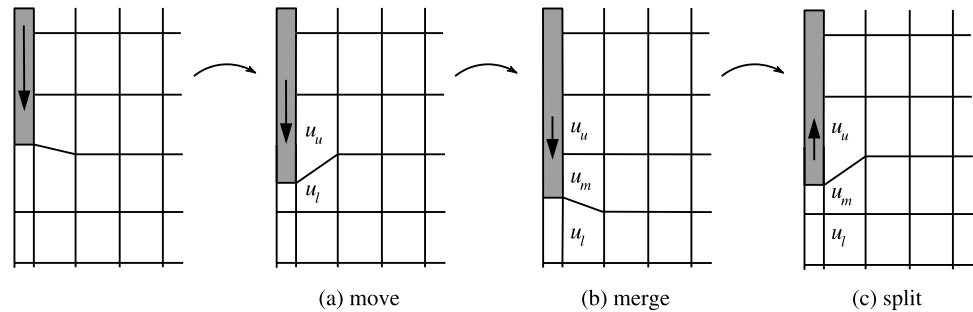 u_u
u_l
u_u
u_m
u_l
u_u
u_m
u_l
(a) move
(b) merge
(c) split